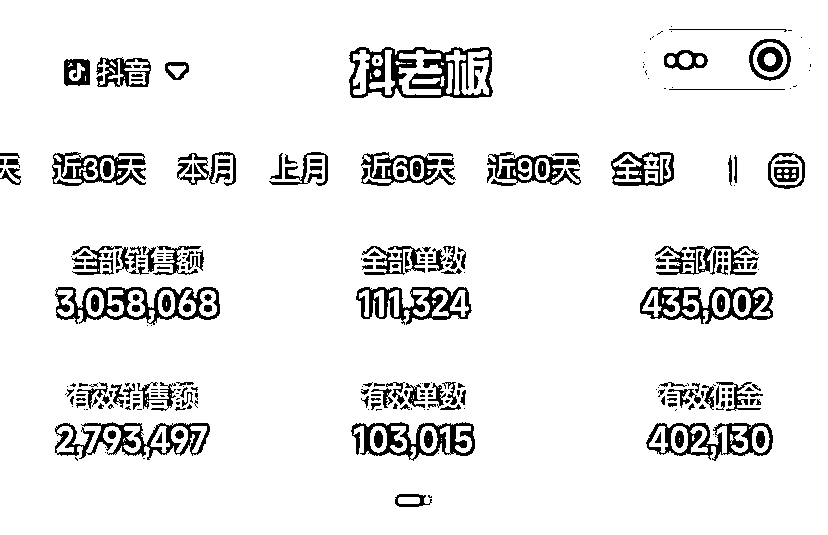 抖音 抖老板
天 近30天 本月 上月 近60天 近90天 全部
全部销售额 全部单数 全部佣金
3,058,068 111,324 435,002
有效销售额 有效单数 有效佣金
2,793,497 103,015 402,130